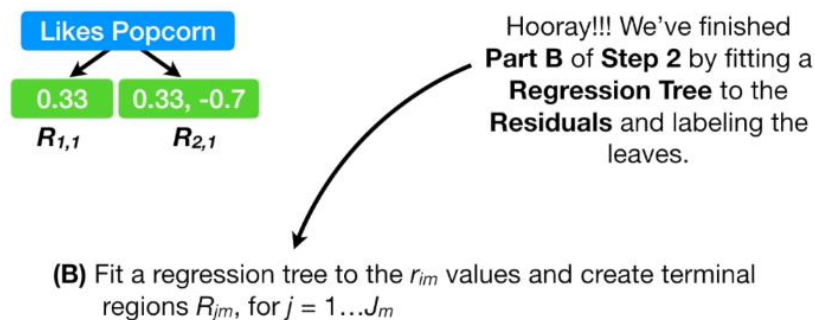 Likes Popcorn
0.33
0.33, -0.7
R1,1
R2,1
Hooray!!! We've finished
Part B of Step 2 by fitting a
Regression Tree to the
Residuals and labeling the
leaves.
(B) Fit a regression tree to the rim values and create terminal
regions Rjm, for j = 1...Jm